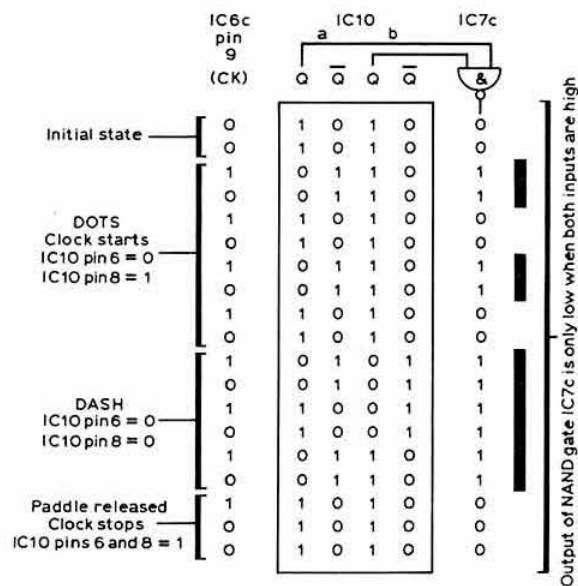 IC6c IC10 IC7c
pin a b
9
(CK) Q Q̅ Q Q̅ &
Initial state
0 1 0 1 0 0
0 1 0 1 0 0
DOTS
Clock starts
IC10 pin 6 = 0
IC10 pin 8 = 1
1 0 1 1 0 1
0 0 1 1 0 1
1 1 0 1 0 0
0 1 0 1 0 0
1 0 1 1 0 1
0 0 1 1 0 1
1 1 0 1 0 0
0 1 0 1 0 0
DASH
IC10 pin 6 = 0
IC10 pin 8 = 0
1 0 1 0 1 1
0 0 1 0 1 1
1 1 0 0 1 1
0 1 0 0 1 1
1 0 1 1 0 1
0 0 1 1 0 1
Paddle released
Clock stops
IC10 pins 6 and 8 = 1
1 1 0 1 0 0
0 1 0 1 0 0
0 1 0 1 0 0
Output of NAND gate IC7c is only low when both inputs are high